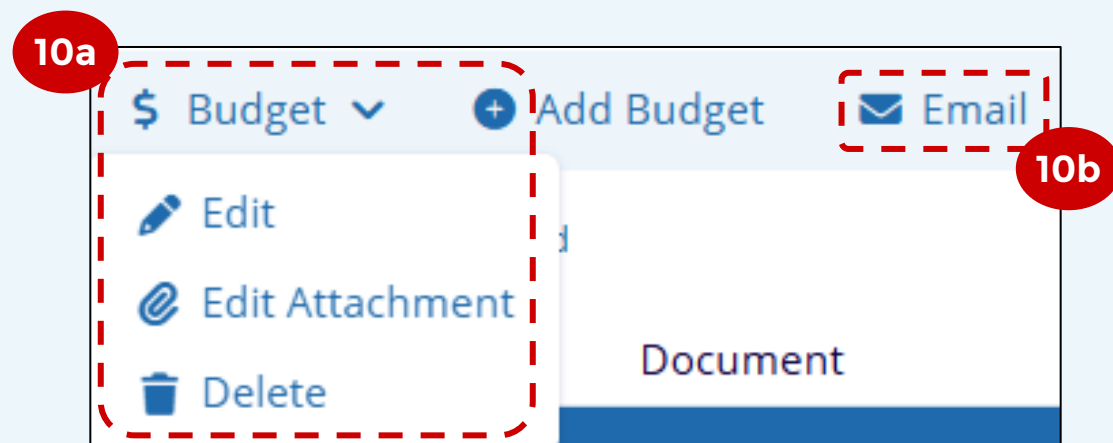 10a
$ Budget Add Budget Email
10b
Edit
d
Edit Attachment
Document
Delete